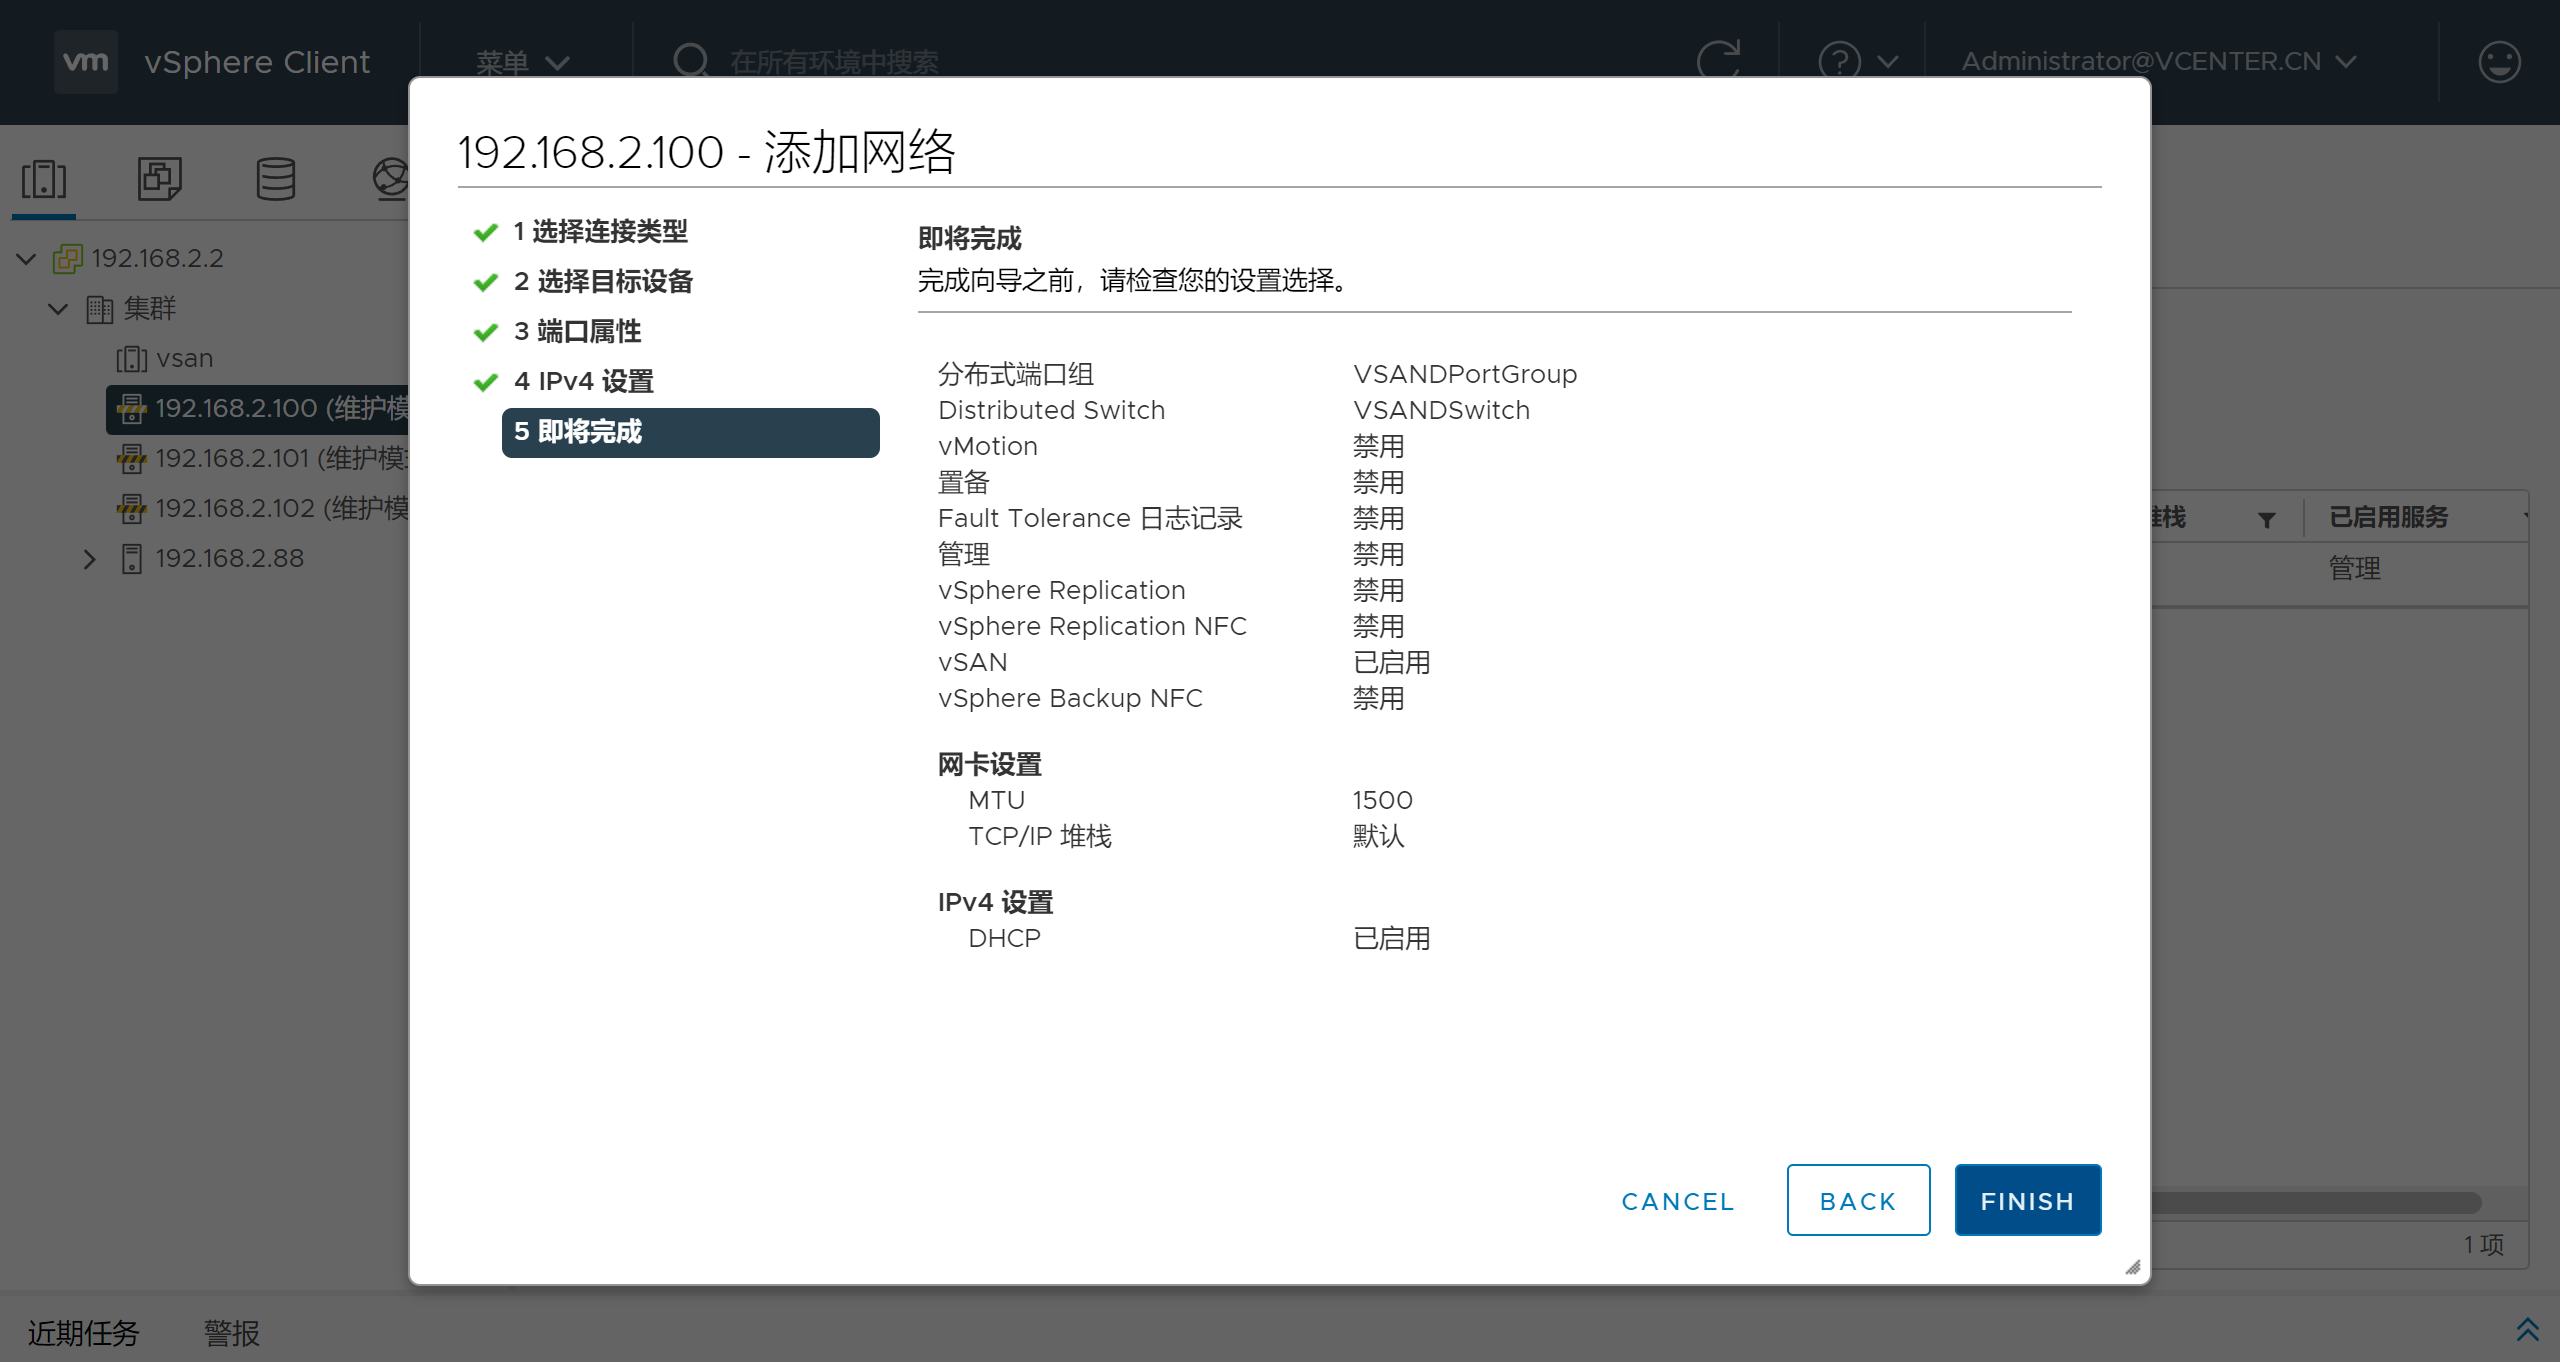 vm vSphere Client 菜单 在所有环境中搜索 Administrator@VCENTER.CN
192.168.2.2
集群
vsan
192.168.2.100 (维护模
192.168.2.101 (维护模
192.168.2.102 (维护模
192.168.2.88
192.168.2.100 - 添加网络
1 选择连接类型
2 选择目标设备
3 端口属性
4 IPv4 设置
5 即将完成
即将完成
完成向导之前，请检查您的设置选择。
分布式端口组 VSANDPortGroup
Distributed Switch VSANDSwitch
vMotion 禁用
置备 禁用
Fault Tolerance 日志记录 禁用
管理 禁用
vSphere Replication 禁用
vSphere Replication NFC 禁用
vSAN 已启用
vSphere Backup NFC 禁用
网卡设置
MTU 1500
TCP/IP 堆栈 默认
IPv4 设置
DHCP 已启用
CANCEL BACK FINISH
栈 已启用服务
管理
1 项
近期任务 警报